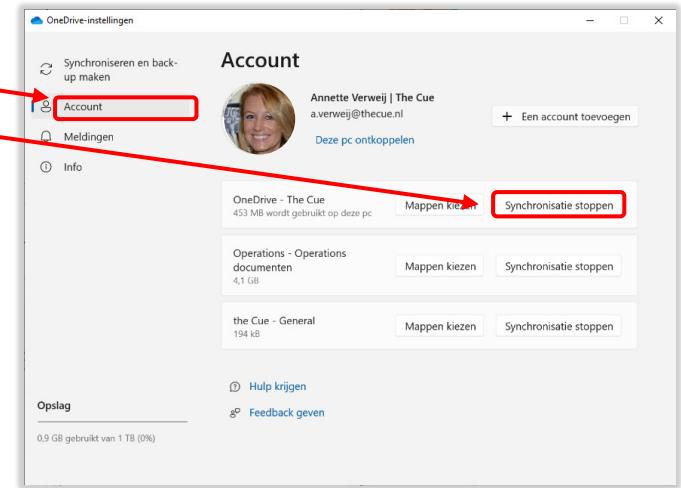 OneDrive-instellingen
Synchroniseren en back-
up maken
Account
Meldingen
Info
Account
Annette Verweij | The Cue
a.verweij@thecue.nl
Deze pc ontkoppelen
+ Een account toevoegen
OneDrive - The Cue
453 MB wordt gebruikt op deze pc
Mappen kiezen
Synchronisatie stoppen
Operations - Operations
documenten
4,1 GB
Mappen kiezen
Synchronisatie stoppen
the Cue - General
194 kB
Mappen kiezen
Synchronisatie stoppen
Hulp krijgen
Feedback geven
Opslag
0,9 GB gebruikt van 1 TB (0%)